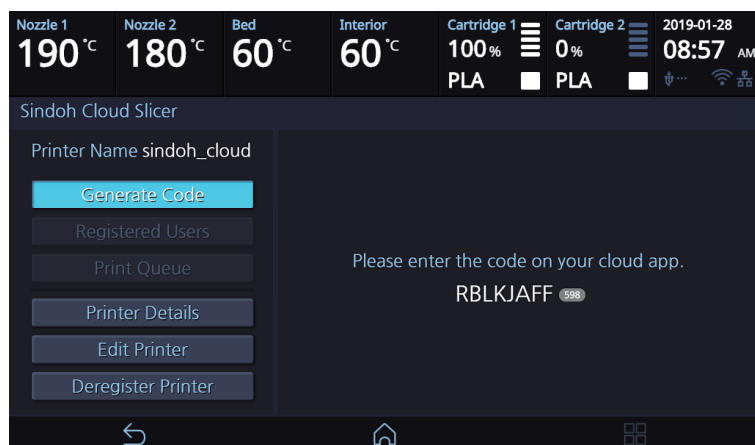 Nozzle 1
190 °C
Nozzle 2
180 °C
Bed
60 °C
Interior
60 °C
Cartridge 1
100 %
PLA
Cartridge 2
0 %
PLA
2019-01-28
08:57 AM
Sindoh Cloud Slicer
Printer Name sindoh_cloud
Generate Code
Registered Users
Print Queue
Printer Details
Edit Printer
Deregister Printer
Please enter the code on your cloud app.
RBLKJAFF 598